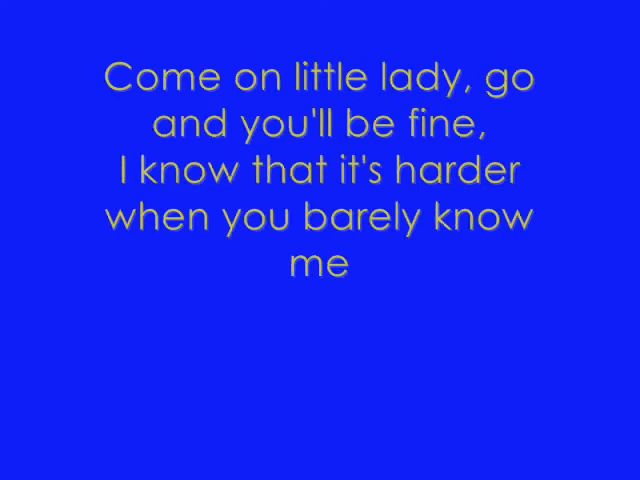 Come on little lady, go
and you'll be fine,
I know that it's harder
when you barely know
me